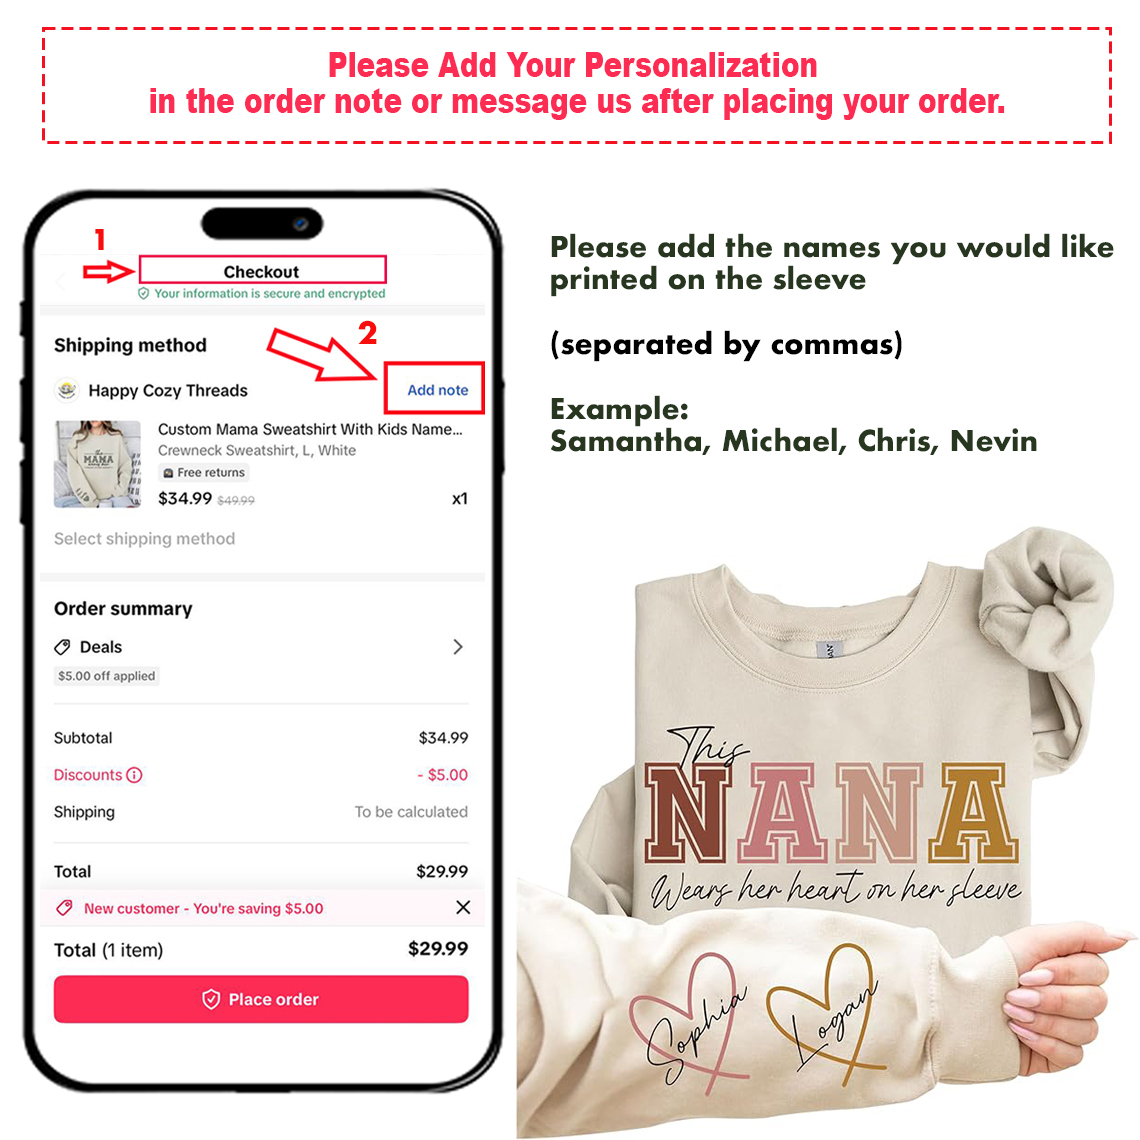 Please Add Your Personalization
in the order note or message us after placing your order.
1
Checkout
Your information is secure and encrypted
2
Shipping method
Happy Cozy Threads
Add note
Custom Mama Sweatshirt With Kids Name...
Crewneck Sweatshirt, L, White
Free returns
$34.99 $49.99
x1
Select shipping method
Order summary
Deals
$5.00 off applied
Subtotal
$34.99
Discounts
- $5.00
Shipping
To be calculated
Total
$29.99
New customer - You're saving $5.00
Total (1 item)
$29.99
Place order
Please add the names you would like
printed on the sleeve
(separated by commas)
Example:
Samantha, Michael, Chris, Nevin
This
NANA
Wears her heart on her sleeve
Sophia
Logan
MAMA